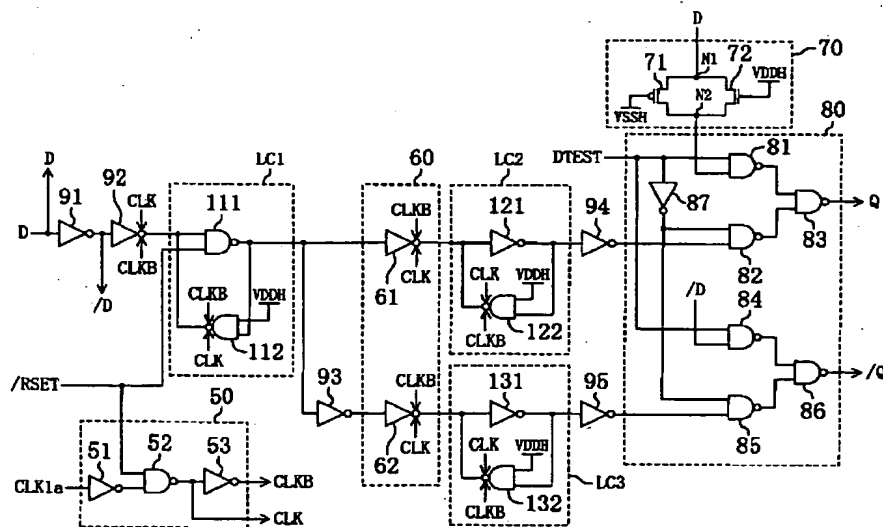 D
70
71
N1
72
VDDH
VSSH
N2
80
DTEST
81
87
Q
83
82
/D
84
/Q
86
85
LC1
60
LC2
D
91
92
CLK
111
CLKB
121
94
D
CLKB
CLK
61
CLK
VDDH
/D
CLKB
VDDH
CLKB
122
CLK
112
/RSET
93
CLKB
131
95
50
62
CLK
CLK
VDDH
51
52
53
CLKB
132
LC3
CLK1a
CLKB
CLK